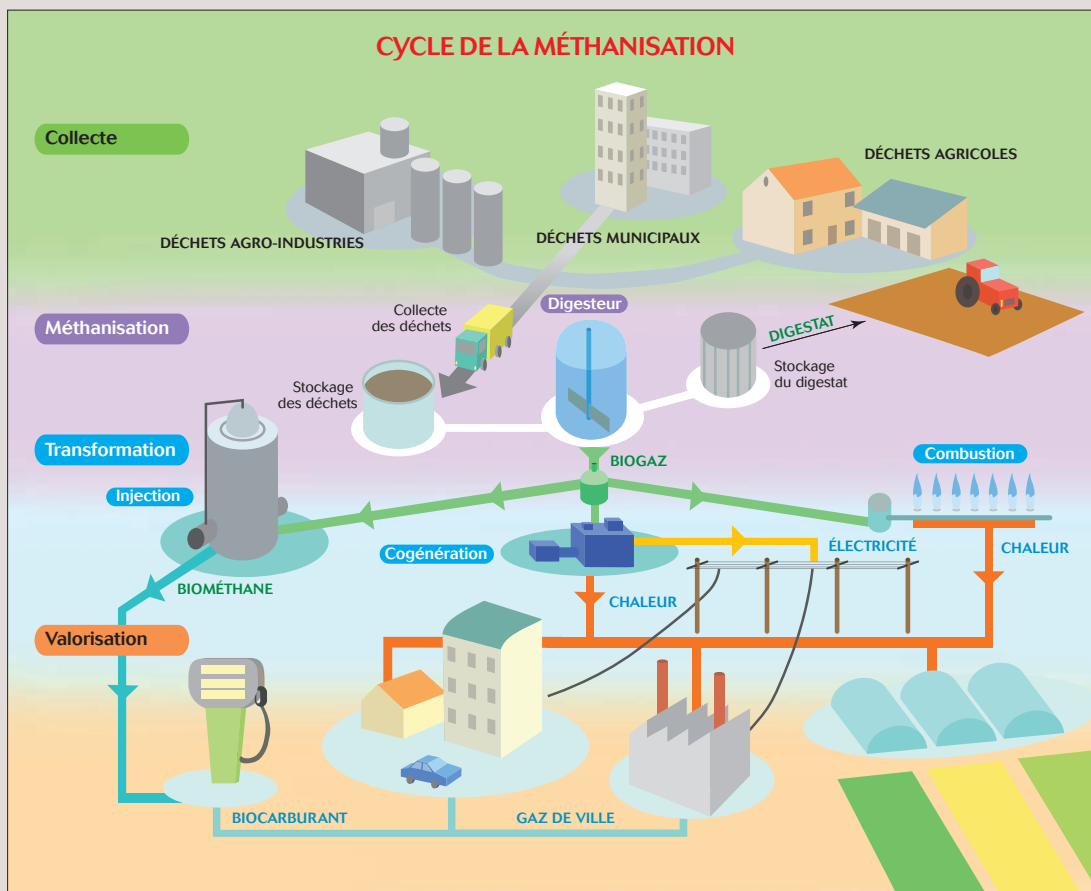 CYCLE DE LA MÉTHANISATION
Collecte
DÉCHETS AGRICOLES
DÉCHETS AGRO-INDUSTRIES
DÉCHETS MUNICIPAUX
Méthanisation
Collecte
des déchets
Digesteur
DIGESTAT
Stockage
des déchets
Stockage
du digestat
Transformation
BIOGAZ
Combustion
Injection
Cogénération
ÉLECTRICITÉ
CHALEUR
BIOMÉTHANE
CHALEUR
Valorisation
BIOCARBURANT
GAZ DE VILLE